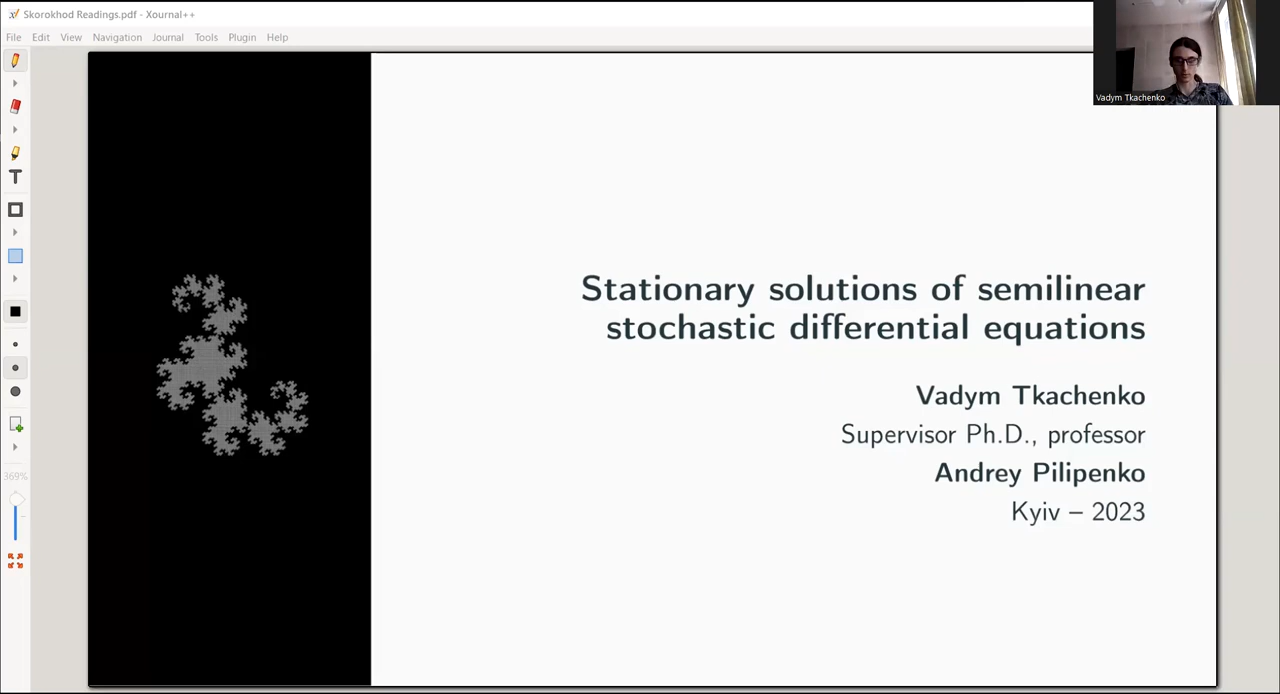 Skorokhod Readings.pdf - Xournal++
File Edit View Navigation Journal Tools Plugin Help
Vadym Tkachenko
Stationary solutions of semilinear
stochastic differential equations
Vadym Tkachenko
Supervisor Ph.D., professor
Andrey Pilipenko
Kyiv – 2023
369%